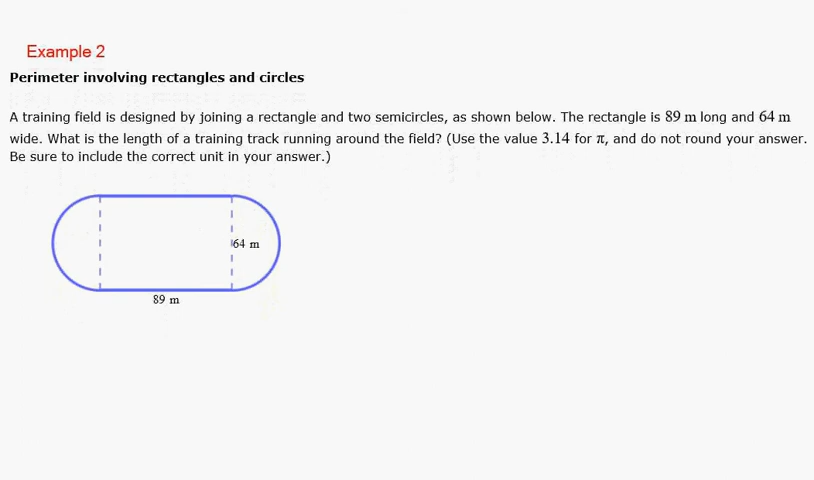 Example 2
Perimeter involving rectangles and circles
A training field is designed by joining a rectangle and two semicircles, as shown below. The rectangle is 89 m long and 64 m
wide. What is the length of a training track running around the field? (Use the value 3.14 for π, and do not round your answer.
Be sure to include the correct unit in your answer.)
64 m
89 m